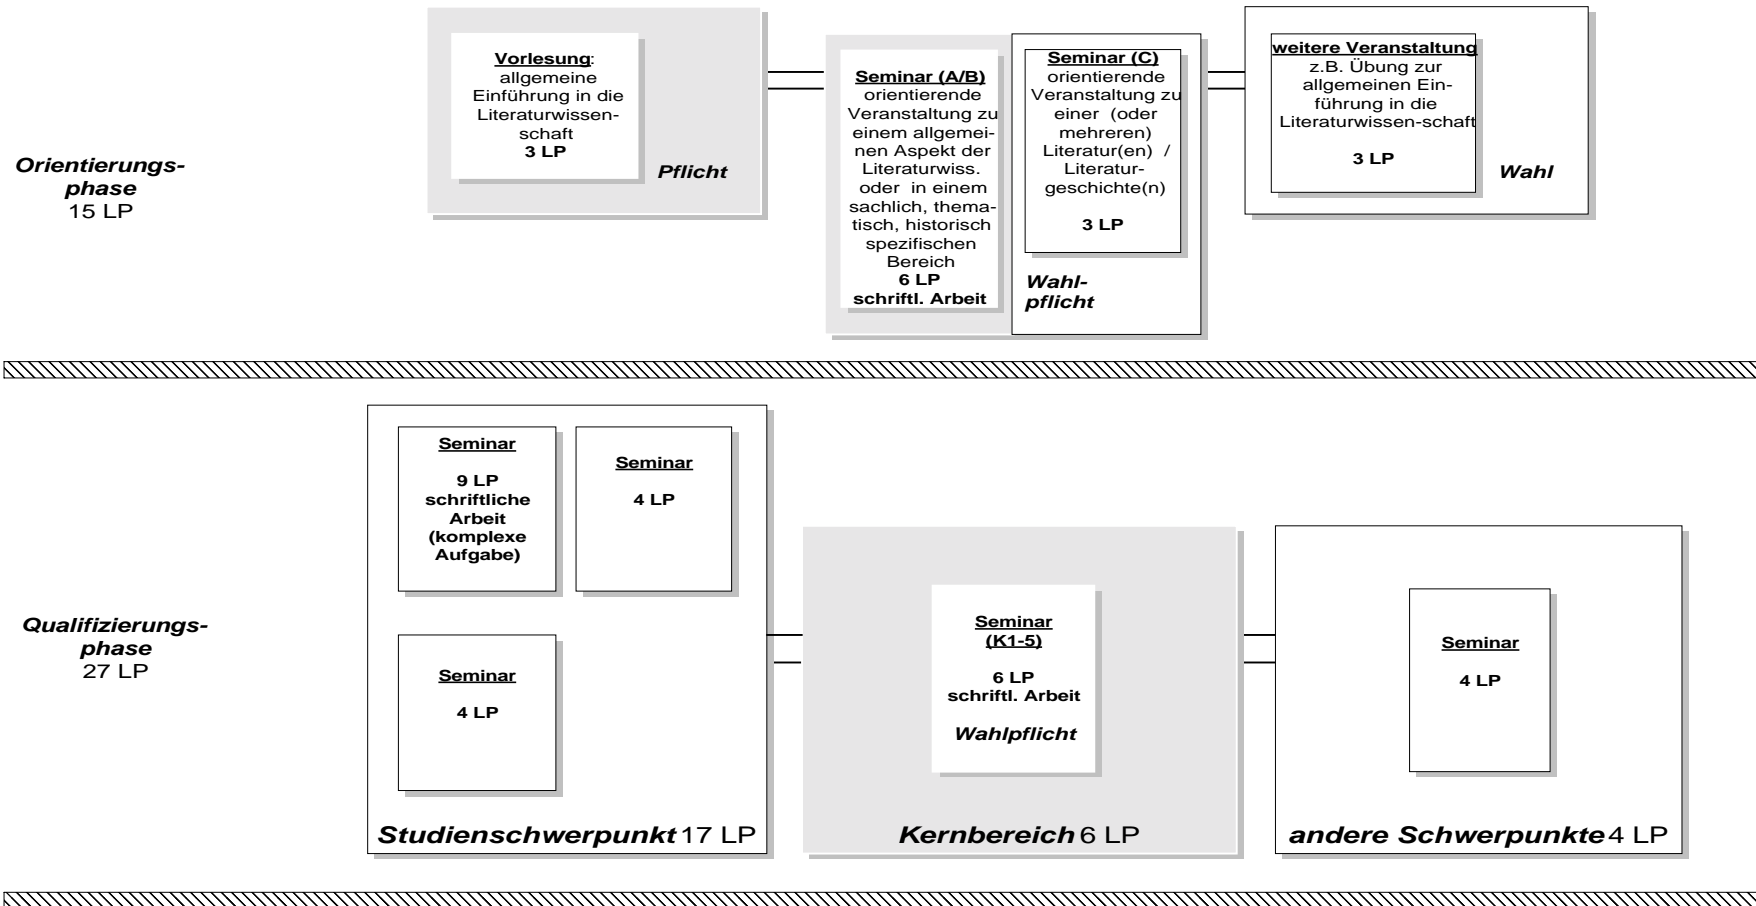 Orientierungs-
phase
15 LP
Vorlesung:
allgemeine
Einführung in die
Literaturwissen-
schaft
3 LP
Pflicht
Seminar (A/B)
orientierende
Veranstaltung zu
einem allgemei-
nen Aspekt der
Literaturwiss.
oder in einem
sachlich, thema-
tisch, historisch
spezifischen
Bereich
6 LP
schriftl. Arbeit
Seminar (C)
orientierende
Veranstaltung zu
einer (oder
mehreren)
Literatur(en) /
Literatur-
geschichte(n)
3 LP
Wahl-
pflicht
weitere Veranstaltung
z.B. Übung zur
allgemeinen Ein-
führung in die
Literaturwissen-schaft
3 LP
Wahl
Qualifizierungs-
phase
27 LP
Seminar
9 LP
schriftliche
Arbeit
(komplexe
Aufgabe)
Seminar
4 LP
Seminar
4 LP
Studienschwerpunkt 17 LP
Seminar
(K1-5)
6 LP
schriftl. Arbeit
Wahlpflicht
Kernbereich 6 LP
Seminar
4 LP
andere Schwerpunkte 4 LP